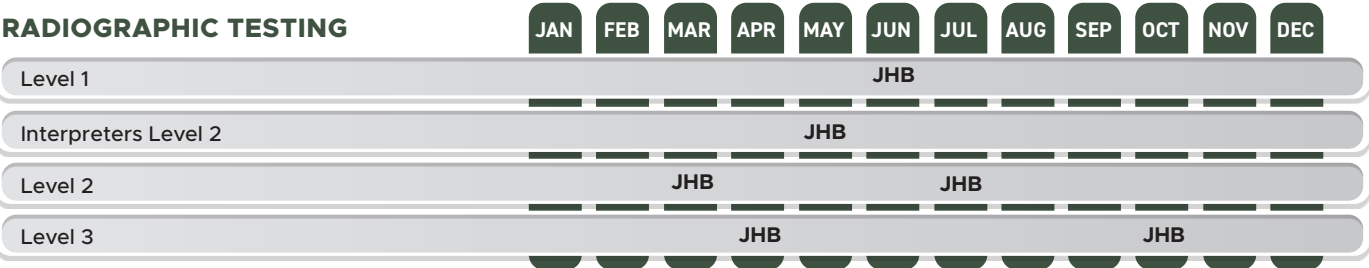 RADIOGRAPHIC TESTING JAN FEB MAR APR MAY JUN JUL AUG SEP OCT NOV DEC
Level 1 JHB
Interpreters Level 2 JHB
Level 2 JHB JHB
Level 3 JHB JHB